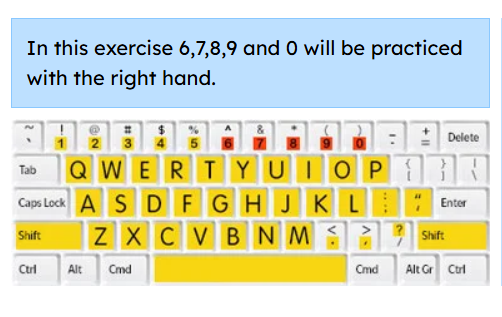 In this exercise 6,7,8,9 and 0 will be practiced
with the right hand.
~ ! @ # $ % ^ & * ( ) - + Delete
` 1 2 3 4 5 6 7 8 9 0 =
Tab Q W E R T Y U I O P { } |
[ ] \
Caps Lock A S D F G H J K L : " Enter
; '
Shift Z X C V B N M < > ? Shift
. , /
Ctrl Alt Cmd Cmd Alt Gr Ctrl